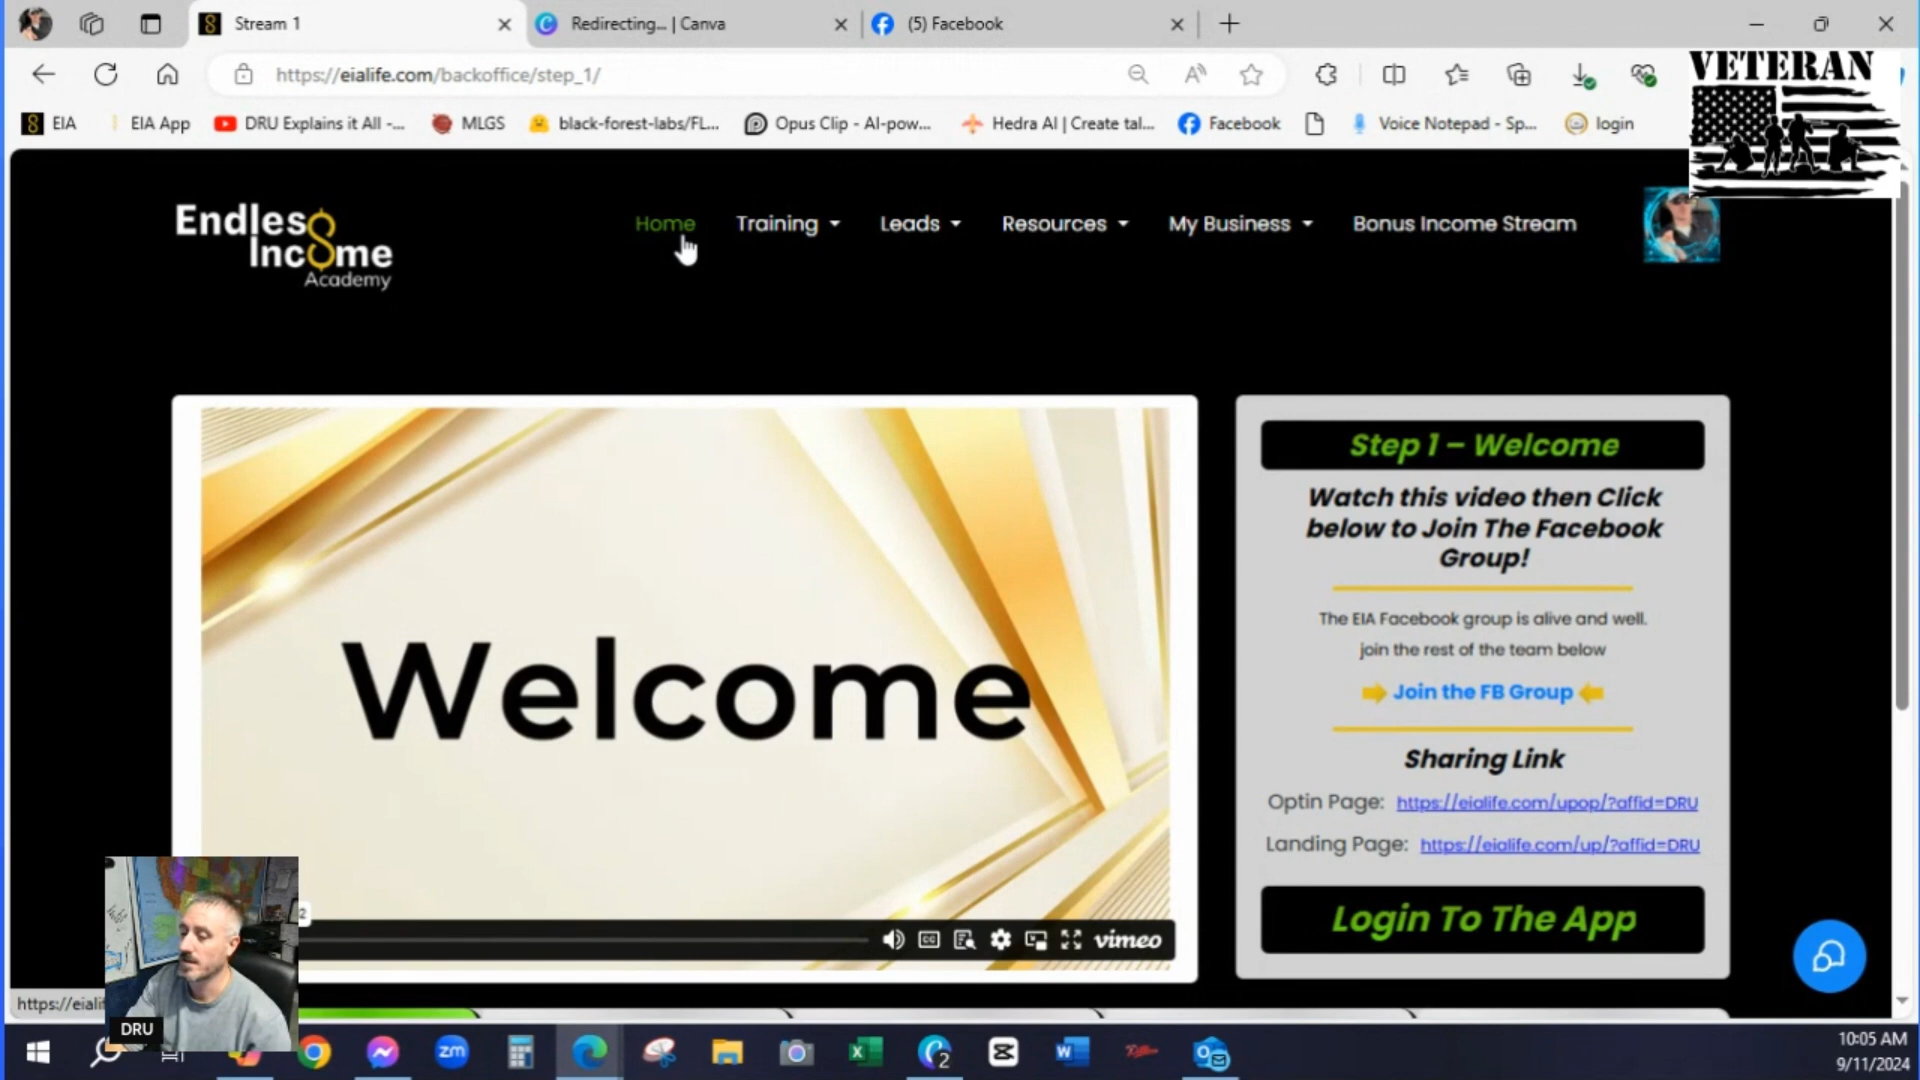 Stream 1
Redirecting... | Canva
(5) Facebook
https://eialife.com/backoffice/step_1/
VETERAN
EIA
EIA App
DRU Explains it All -...
MLGS
black-forest-labs/FL...
Opus Clip - AI-pow...
Hedra AI | Create tal...
Facebook
Voice Notepad - Sp...
login
Endless
Income
Academy
Home
Training
Leads
Resources
My Business
Bonus Income Stream
Welcome
vimeo
Step 1 – Welcome
Watch this video then Click
below to Join The Facebook
Group!
The EIA Facebook group is alive and well.
join the rest of the team below
Join the FB Group
Sharing Link
Optin Page: https://eialife.com/upop/?affid=DRU
Landing Page: https://eialife.com/up/?affid=DRU
Login To The App
https://eiali
DRU
zm
2
10:05 AM
9/11/2024